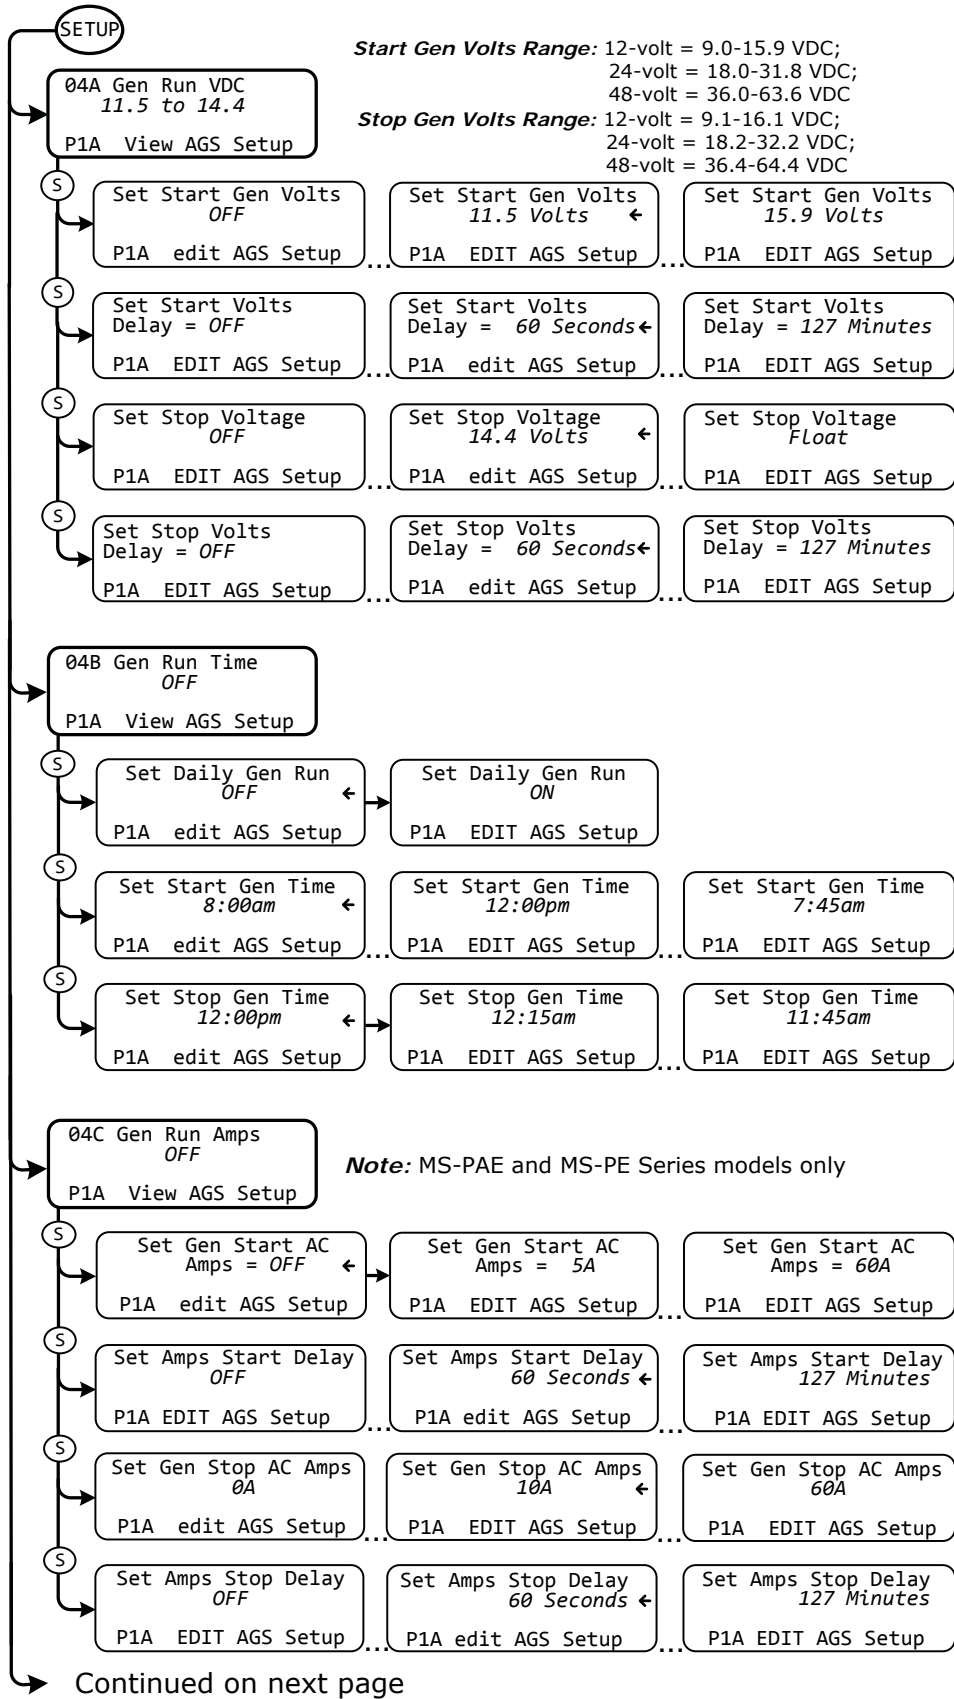 SETUP
Start Gen Volts Range: 12-volt = 9.0-15.9 VDC;
24-volt = 18.0-31.8 VDC;
48-volt = 36.0-63.6 VDC
Stop Gen Volts Range: 12-volt = 9.1-16.1 VDC;
24-volt = 18.2-32.2 VDC;
48-volt = 36.4-64.4 VDC
04A Gen Run VDC
11.5 to 14.4
P1A View AGS Setup
S
Set Start Gen Volts
OFF
P1A edit AGS Setup
...
Set Start Gen Volts
11.5 Volts ←
P1A EDIT AGS Setup
...
Set Start Gen Volts
15.9 Volts
P1A EDIT AGS Setup
S
Set Start Volts
Delay = OFF
P1A EDIT AGS Setup
...
Set Start Volts
Delay = 60 Seconds ←
P1A edit AGS Setup
...
Set Start Volts
Delay = 127 Minutes
P1A EDIT AGS Setup
S
Set Stop Voltage
OFF
P1A EDIT AGS Setup
...
Set Stop Voltage
14.4 Volts ←
P1A edit AGS Setup
...
Set Stop Voltage
Float
P1A EDIT AGS Setup
S
Set Stop Volts
Delay = OFF
P1A EDIT AGS Setup
...
Set Stop Volts
Delay = 60 Seconds ←
P1A edit AGS Setup
...
Set Stop Volts
Delay = 127 Minutes
P1A EDIT AGS Setup
04B Gen Run Time
OFF
P1A View AGS Setup
S
Set Daily Gen Run
OFF ←
P1A edit AGS Setup
Set Daily Gen Run
ON
P1A EDIT AGS Setup
S
Set Start Gen Time
8:00am ←
P1A edit AGS Setup
...
Set Start Gen Time
12:00pm
P1A EDIT AGS Setup
...
Set Start Gen Time
7:45am
P1A EDIT AGS Setup
S
Set Stop Gen Time
12:00pm ←
P1A edit AGS Setup
Set Stop Gen Time
12:15am
P1A EDIT AGS Setup
...
Set Stop Gen Time
11:45am
P1A EDIT AGS Setup
04C Gen Run Amps
OFF
P1A View AGS Setup
Note: MS-PAE and MS-PE Series models only
S
Set Gen Start AC
Amps = OFF ←
P1A edit AGS Setup
Set Gen Start AC
Amps = 5A
P1A EDIT AGS Setup
...
Set Gen Start AC
Amps = 60A
P1A EDIT AGS Setup
S
Set Amps Start Delay
OFF
P1A EDIT AGS Setup
...
Set Amps Start Delay
60 Seconds ←
P1A edit AGS Setup
...
Set Amps Start Delay
127 Minutes
P1A EDIT AGS Setup
S
Set Gen Stop AC Amps
0A
P1A edit AGS Setup
...
Set Gen Stop AC Amps
10A ←
P1A EDIT AGS Setup
...
Set Gen Stop AC Amps
60A
P1A EDIT AGS Setup
S
Set Amps Stop Delay
OFF
P1A EDIT AGS Setup
...
Set Amps Stop Delay
60 Seconds ←
P1A edit AGS Setup
...
Set Amps Stop Delay
127 Minutes
P1A EDIT AGS Setup
Continued on next page